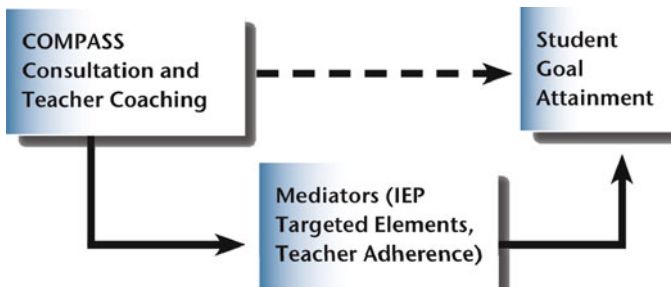 COMPASS
Consultation and
Teacher Coaching
Student
Goal
Attainment
Mediators (IEP
Targeted Elements,
Teacher Adherence)